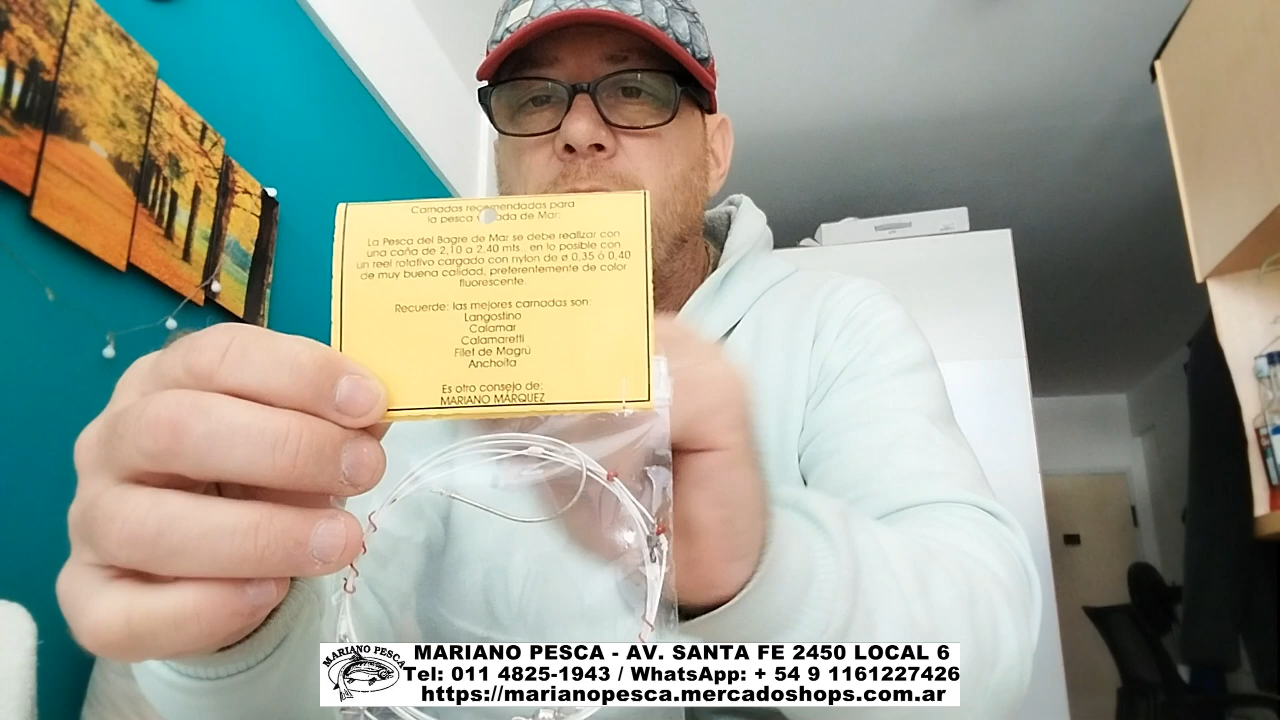 Carnadas recomendadas para
la pesca ada de Mar:
La Pesca del Bagre de Mar se debe realizar con
una caña de 2,10 a 2,40 mts., en lo posible con
un reel rotativo cargado con nylon de ø 0,35 ó 0,40
de muy buena calidad, preferentemente de color
fluorescente.
Recuerde: las mejores carnadas son:
Langostino
Calamar
Calamaretti
Filet de Magrú
Anchoíta
Es otro consejo de:
MARIANO MÁRQUEZ
MARIANO PESCA
MARIANO PESCA - AV. SANTA FE 2450 LOCAL 6
Tel: 011 4825-1943 / WhatsApp: + 54 9 1161227426
https://marianopesca.mercadoshops.com.ar